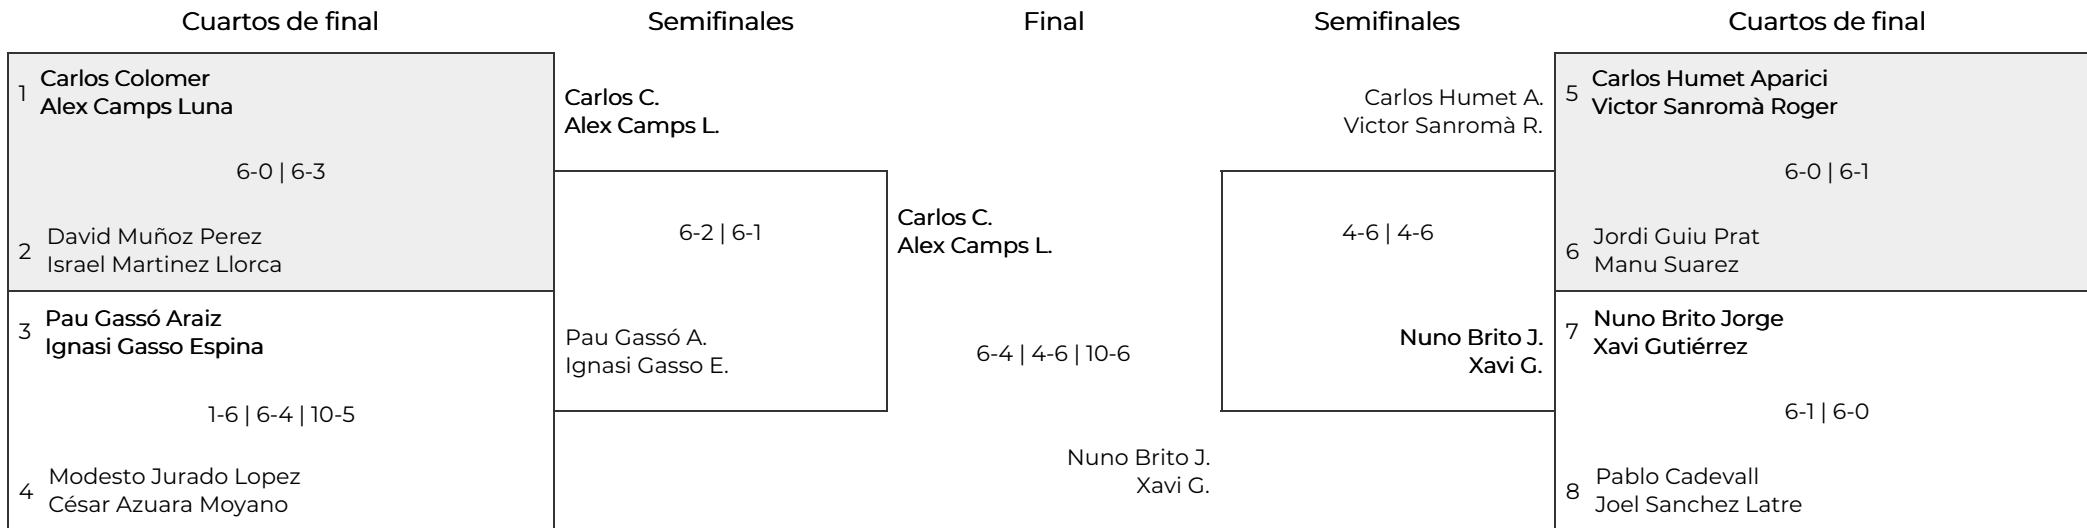 Cuartos de final
Semifinales
Final
Semifinales
Cuartos de final
1
Carlos Colomer
Alex Camps Luna
6-0 | 6-3
2
David Muñoz Perez
Israel Martinez Llorca
3
Pau Gassó Araiz
Ignasi Gasso Espina
1-6 | 6-4 | 10-5
4
Modesto Jurado Lopez
César Azuara Moyano
Carlos C.
Alex Camps L.
6-2 | 6-1
Pau Gassó A.
Ignasi Gasso E.
Carlos C.
Alex Camps L.
6-4 | 4-6 | 10-6
Nuno Brito J.
Xavi G.
Carlos Humet A.
Victor Sanromà R.
4-6 | 4-6
Nuno Brito J.
Xavi G.
5
Carlos Humet Aparici
Victor Sanromà Roger
6-0 | 6-1
6
Jordi Guiu Prat
Manu Suarez
7
Nuno Brito Jorge
Xavi Gutiérrez
6-1 | 6-0
8
Pablo Cadevall
Joel Sanchez Latre